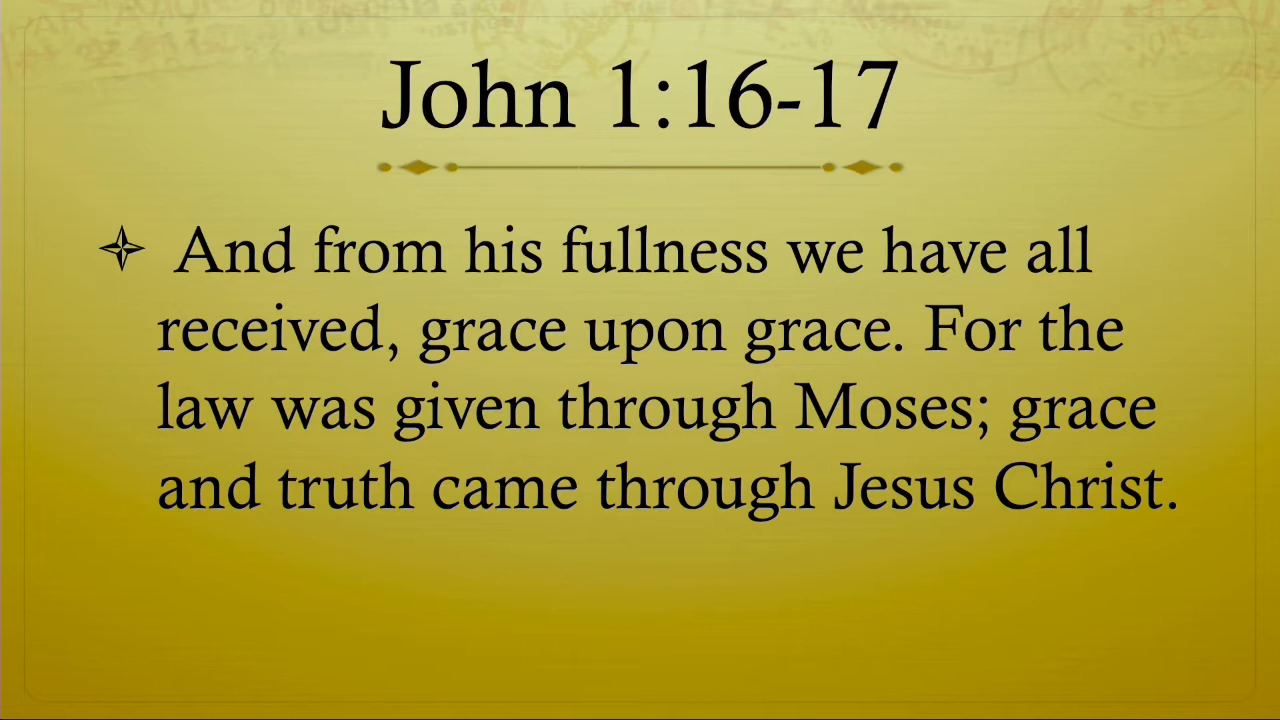 John 1:16-17
And from his fullness we have all
received, grace upon grace. For the
law was given through Moses; grace
and truth came through Jesus Christ.